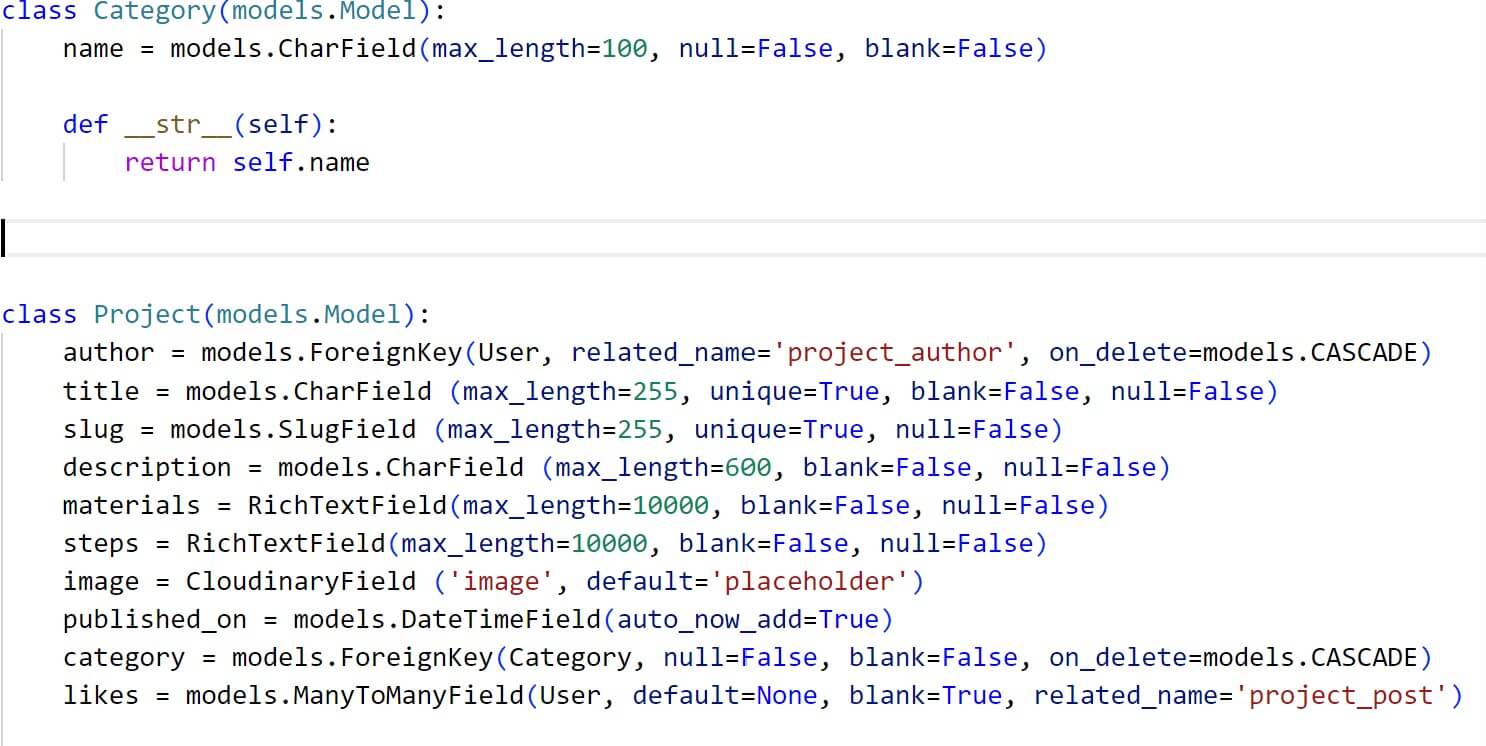 class Category(models.Model):
    name = models.CharField(max_length=100, null=False, blank=False)
    def __str__(self):
        return self.name
class Project(models.Model):
    author = models.ForeignKey(User, related_name='project_author', on_delete=models.CASCADE)
    title = models.CharField (max_length=255, unique=True, blank=False, null=False)
    slug = models.SlugField (max_length=255, unique=True, null=False)
    description = models.CharField (max_length=600, blank=False, null=False)
    materials = RichTextField(max_length=10000, blank=False, null=False)
    steps = RichTextField(max_length=10000, blank=False, null=False)
    image = CloudinaryField ('image', default='placeholder')
    published_on = models.DateTimeField(auto_now_add=True)
    category = models.ForeignKey(Category, null=False, blank=False, on_delete=models.CASCADE)
    likes = models.ManyToManyField(User, default=None, blank=True, related_name='project_post')